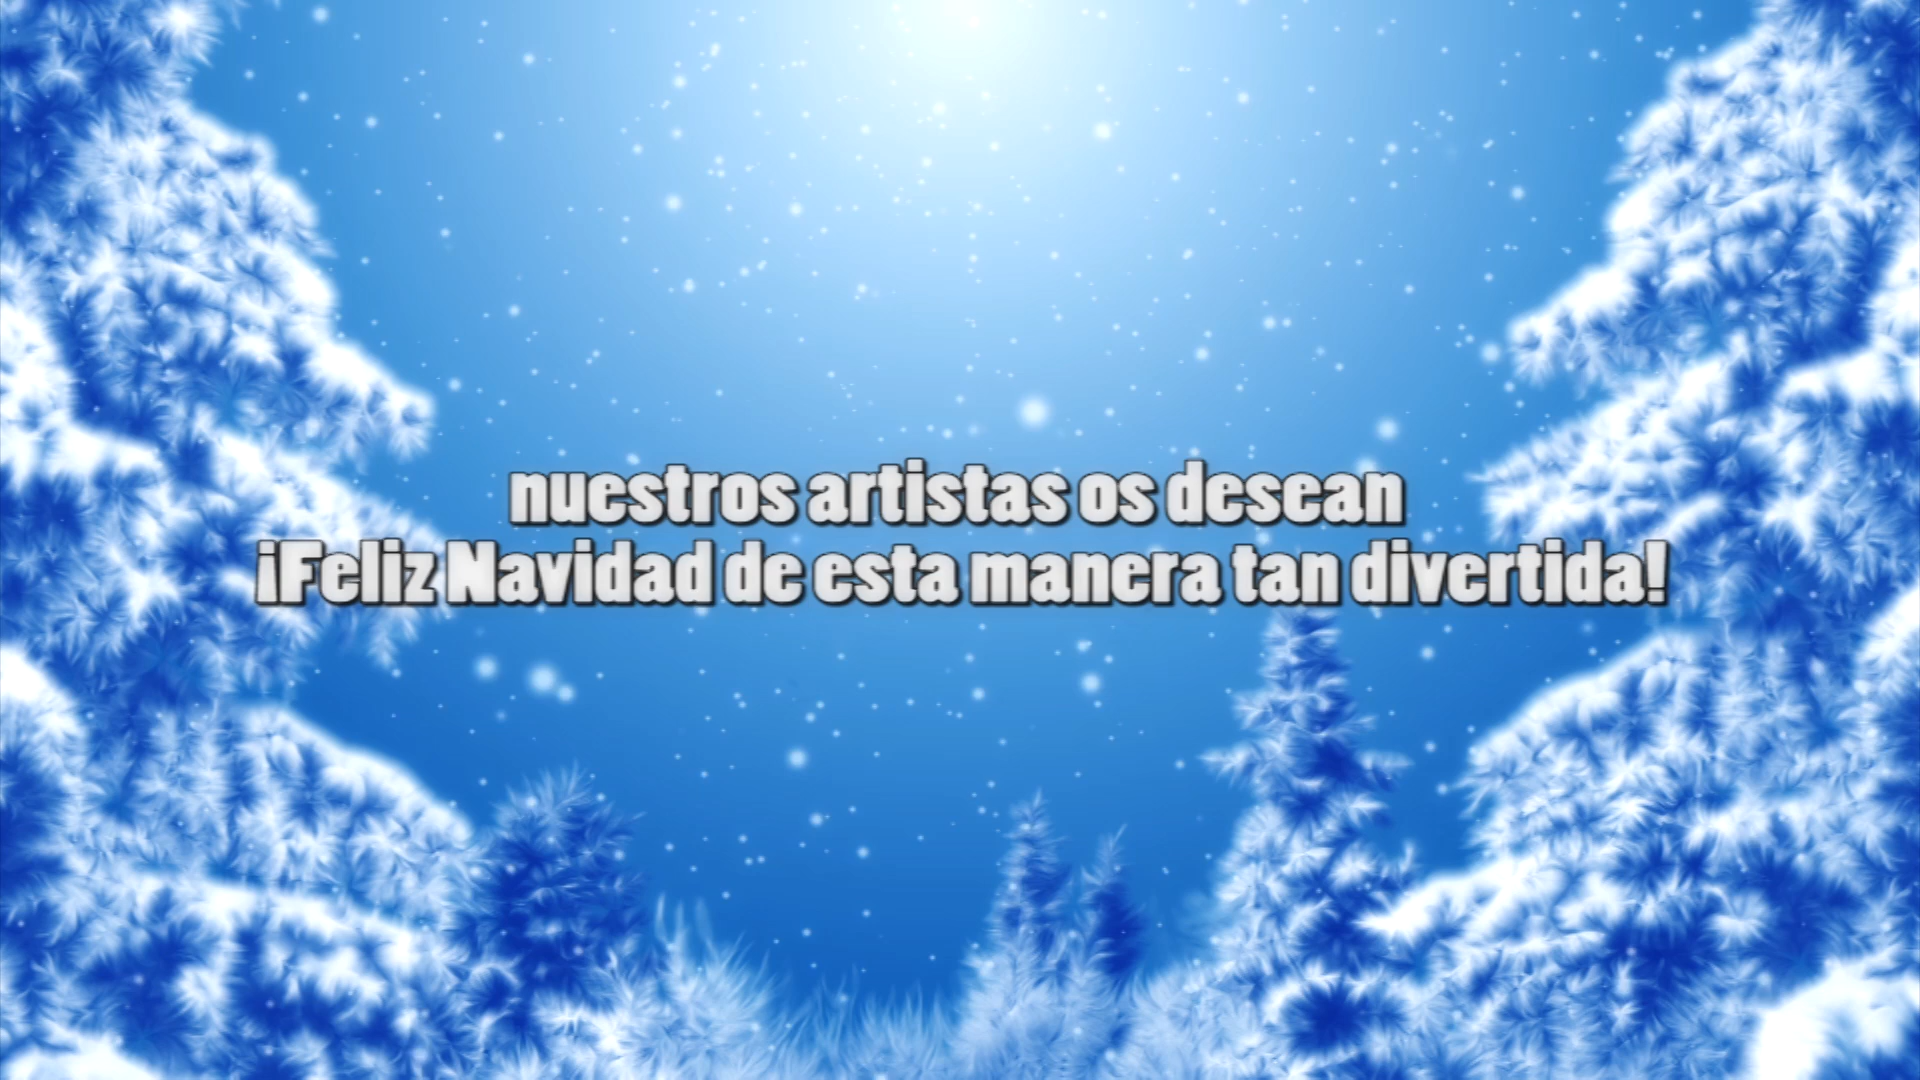 nuestros artistas os desean
¡Feliz Navidad de esta manera tan divertida!